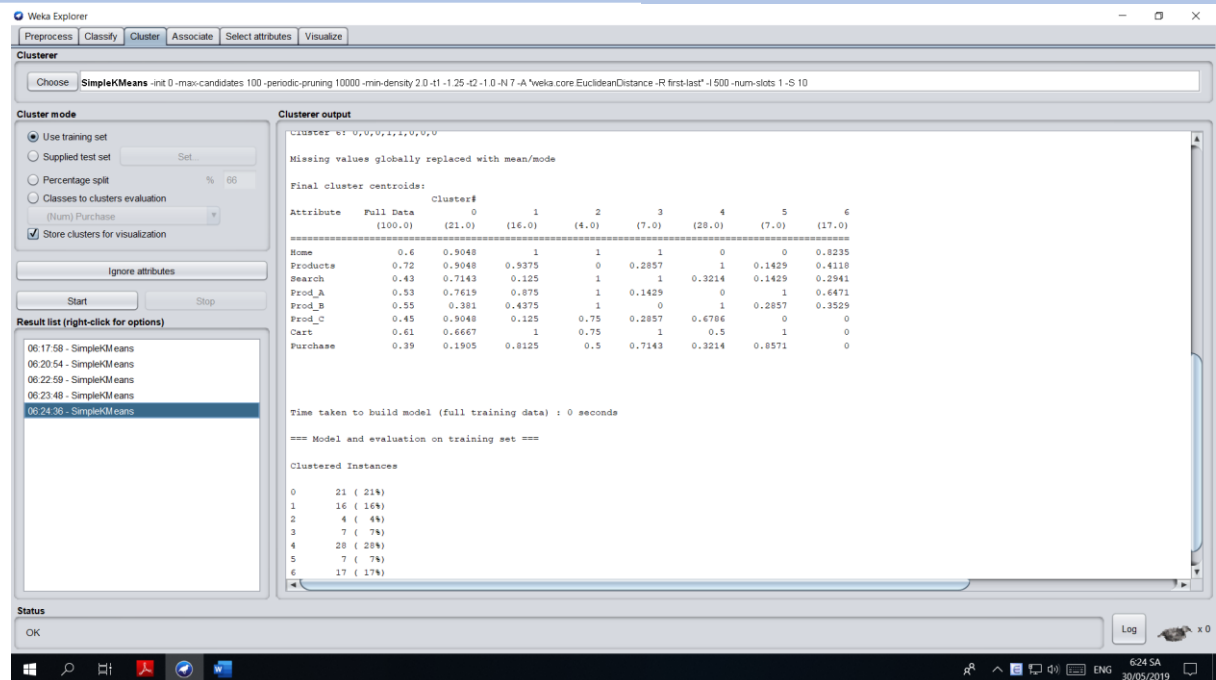 Weka Explorer
Preprocess Classify Cluster Associate Select attributes Visualize
Clusterer
Choose SimpleKMeans -init 0 -max-candidates 100 -periodic-pruning 10000 -min-density 2.0 -t1 -1.25 -t2 -1.0 -N 7 -A "weka.core.EuclideanDistance -R first-last" -I 500 -num-slots 1 -S 10
Cluster mode
Use training set
Supplied test set Set...
Percentage split % 66
Classes to clusters evaluation
(Num) Purchase
Store clusters for visualization
Ignore attributes
Start Stop
Result list (right-click for options)
06:17:58 - SimpleKMeans
06:20:54 - SimpleKMeans
06:22:59 - SimpleKMeans
06:23:48 - SimpleKMeans
06:24:36 - SimpleKMeans
Clusterer output
Cluster 6: 0,0,0,1,1,0,0,0
Missing values globally replaced with mean/mode
Final cluster centroids:
Cluster#
Attribute Full Data 0 1 2 3 4 5 6
(100.0) (21.0) (16.0) (4.0) (7.0) (28.0) (7.0) (17.0)
Home 0.6 0.9048 1 1 1 0 0 0.8235
Products 0.72 0.9048 0.9375 0 0.2857 1 0.1429 0.4118
Search 0.43 0.7143 0.125 1 1 0.3214 0.1429 0.2941
Prod_A 0.53 0.7619 0.875 1 0.1429 0 1 0.6471
Prod_B 0.55 0.381 0.4375 1 0 1 0.2857 0.3529
Prod_C 0.45 0.9048 0.125 0.75 0.2857 0.6786 0 0
Cart 0.61 0.6667 1 0.75 1 0.5 1 0
Purchase 0.39 0.1905 0.8125 0.5 0.7143 0.3214 0.8571 0
Time taken to build model (full training data) : 0 seconds
=== Model and evaluation on training set ===
Clustered Instances
0 21 ( 21%)
1 16 ( 16%)
2 4 ( 4%)
3 7 ( 7%)
4 28 ( 28%)
5 7 ( 7%)
6 17 ( 17%)
Status
OK
Log x 0
ENG 6:24 SA
30/05/2019